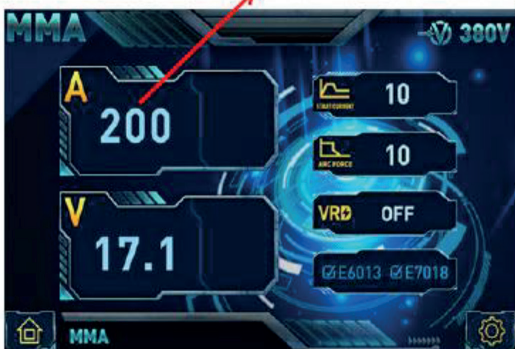 MMA
380V
A
200
START CURRENT
10
ARC FORCE
10
V
17.1
VRD
OFF
E6013 E7018
MMA